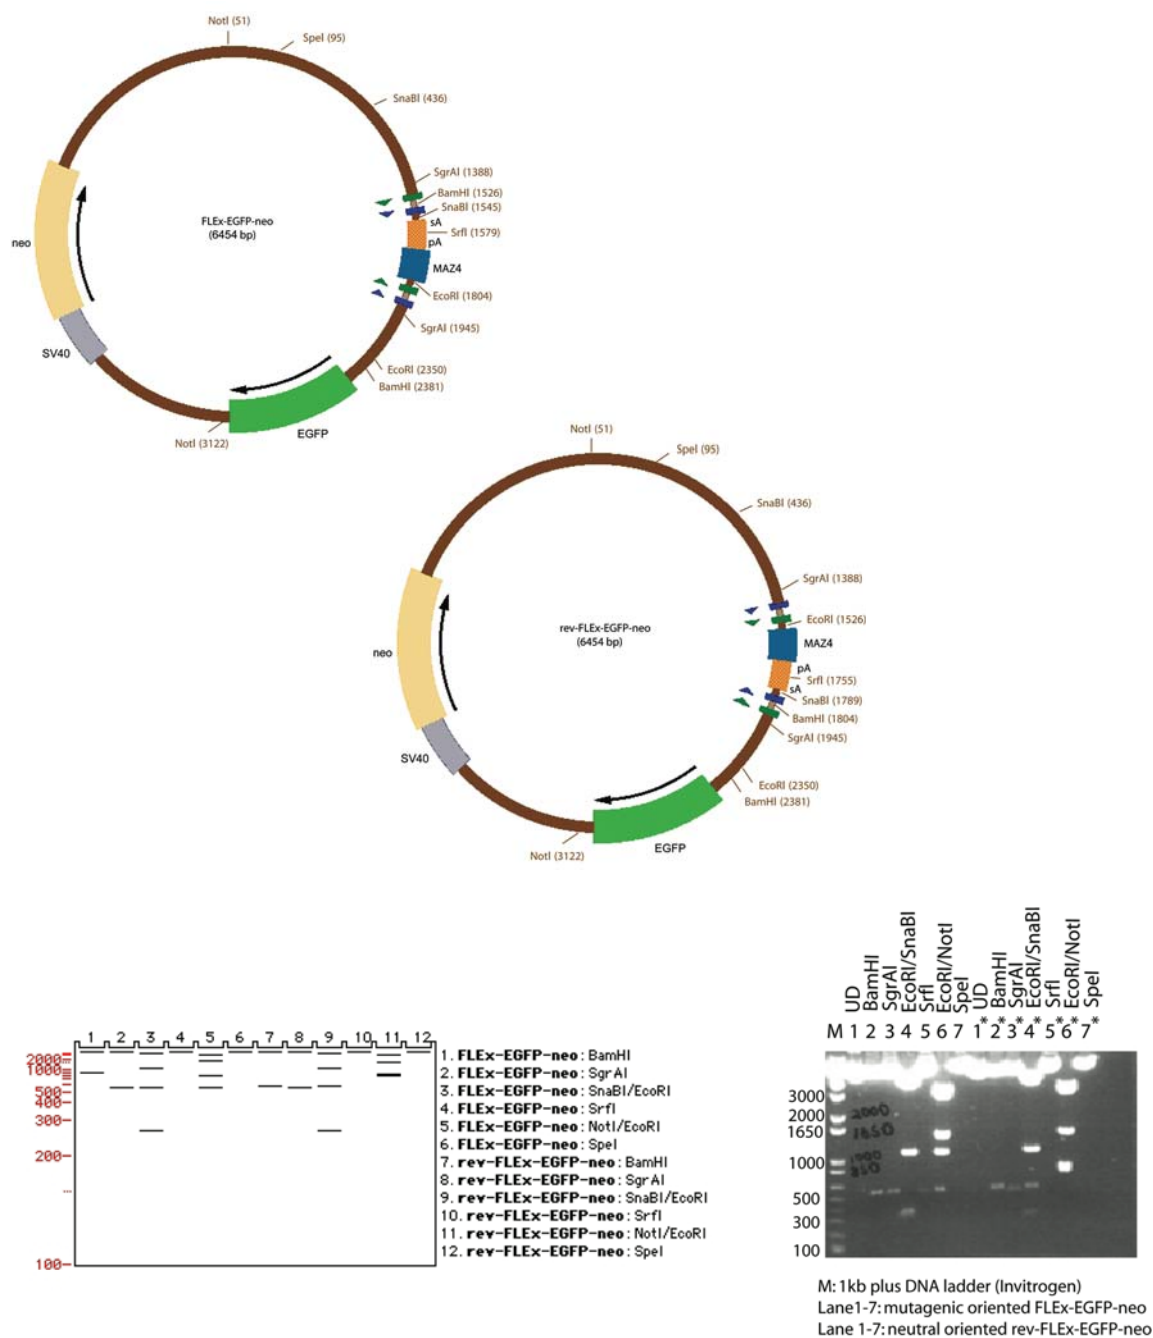 NotI (51)
SpeI (95)
SnaBI (436)
SgrAI (1388)
BamHI (1526)
SnaBI (1545)
sA
SrfI (1579)
pA
MAZ4
EcoRI (1804)
SgrAI (1945)
EcoRI (2350)
BamHI (2381)
EGFP
NotI (3122)
SV40
neo
FLEx-EGFP-neo
(6454 bp)
NotI (51)
SpeI (95)
SnaBI (436)
SgrAI (1388)
EcoRI (1526)
MAZ4
pA
SrfI (1755)
sA
SnaBI (1789)
BamHI (1804)
SgrAI (1945)
EcoRI (2350)
BamHI (2381)
EGFP
NotI (3122)
SV40
neo
rev-FLEx-EGFP-neo
(6454 bp)
1 2 3 4 5 6 7 8 9 10 11 12
2000
1000
500
400
300
200
100
1. FLEx-EGFP-neo: BamHI
2. FLEx-EGFP-neo: SgrAI
3. FLEx-EGFP-neo: SnaBI/EcoRI
4. FLEx-EGFP-neo: SrfI
5. FLEx-EGFP-neo: NotI/EcoRI
6. FLEx-EGFP-neo: SpeI
7. rev-FLEx-EGFP-neo: BamHI
8. rev-FLEx-EGFP-neo: SgrAI
9. rev-FLEx-EGFP-neo: SnaBI/EcoRI
10. rev-FLEx-EGFP-neo: SrfI
11. rev-FLEx-EGFP-neo: NotI/EcoRI
12. rev-FLEx-EGFP-neo: SpeI
UD
BamHI
SgrAI
EcoRI/SnaBI
SrfI
EcoRI/NotI
SpeI
UD
BamHI
SgrAI
EcoRI/SnaBI
SrfI
EcoRI/NotI
SpeI
M 1 2 3 4 5 6 7 1* 2* 3* 4* 5* 6* 7*
3000
2000
1650
1000
500
300
100
2000
1650
1000
850
M: 1kb plus DNA ladder (Invitrogen)
Lane1-7: mutagenic oriented FLEx-EGFP-neo
Lane 1-7: neutral oriented rev-FLEx-EGFP-neo